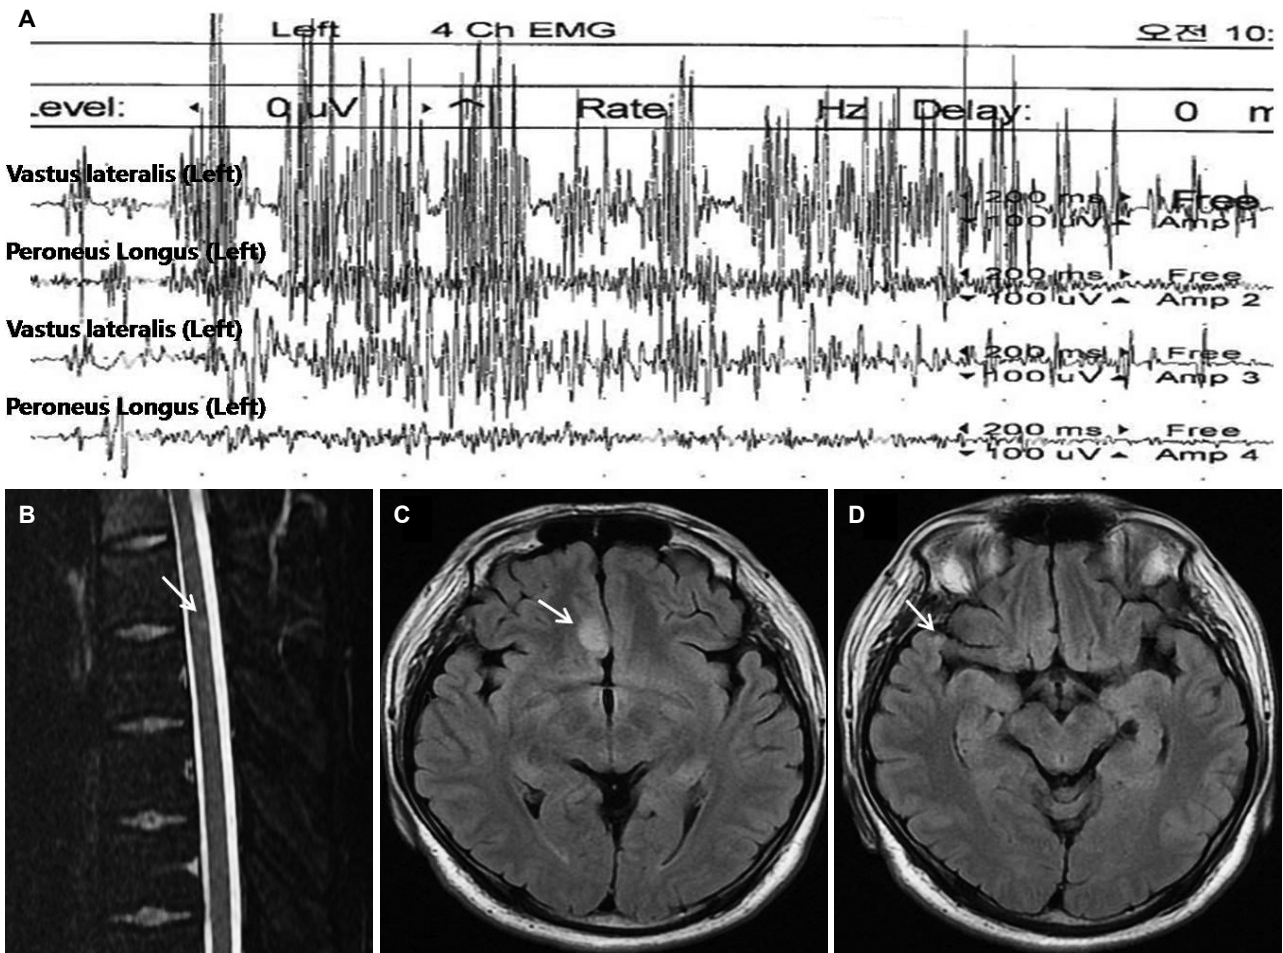 A
Left 4 Ch EMG 오전 10:
Level: 0 uV Rate: Hz Delay: 0 m
Vastus lateralis (Left)
200 ms Free
100 uV Amp 1
Peroneus Longus (Left)
200 ms Free
100 uV Amp 2
Vastus lateralis (Left)
200 ms Free
100 uV Amp 3
Peroneus Longus (Left)
200 ms Free
100 uV Amp 4
B
C
D